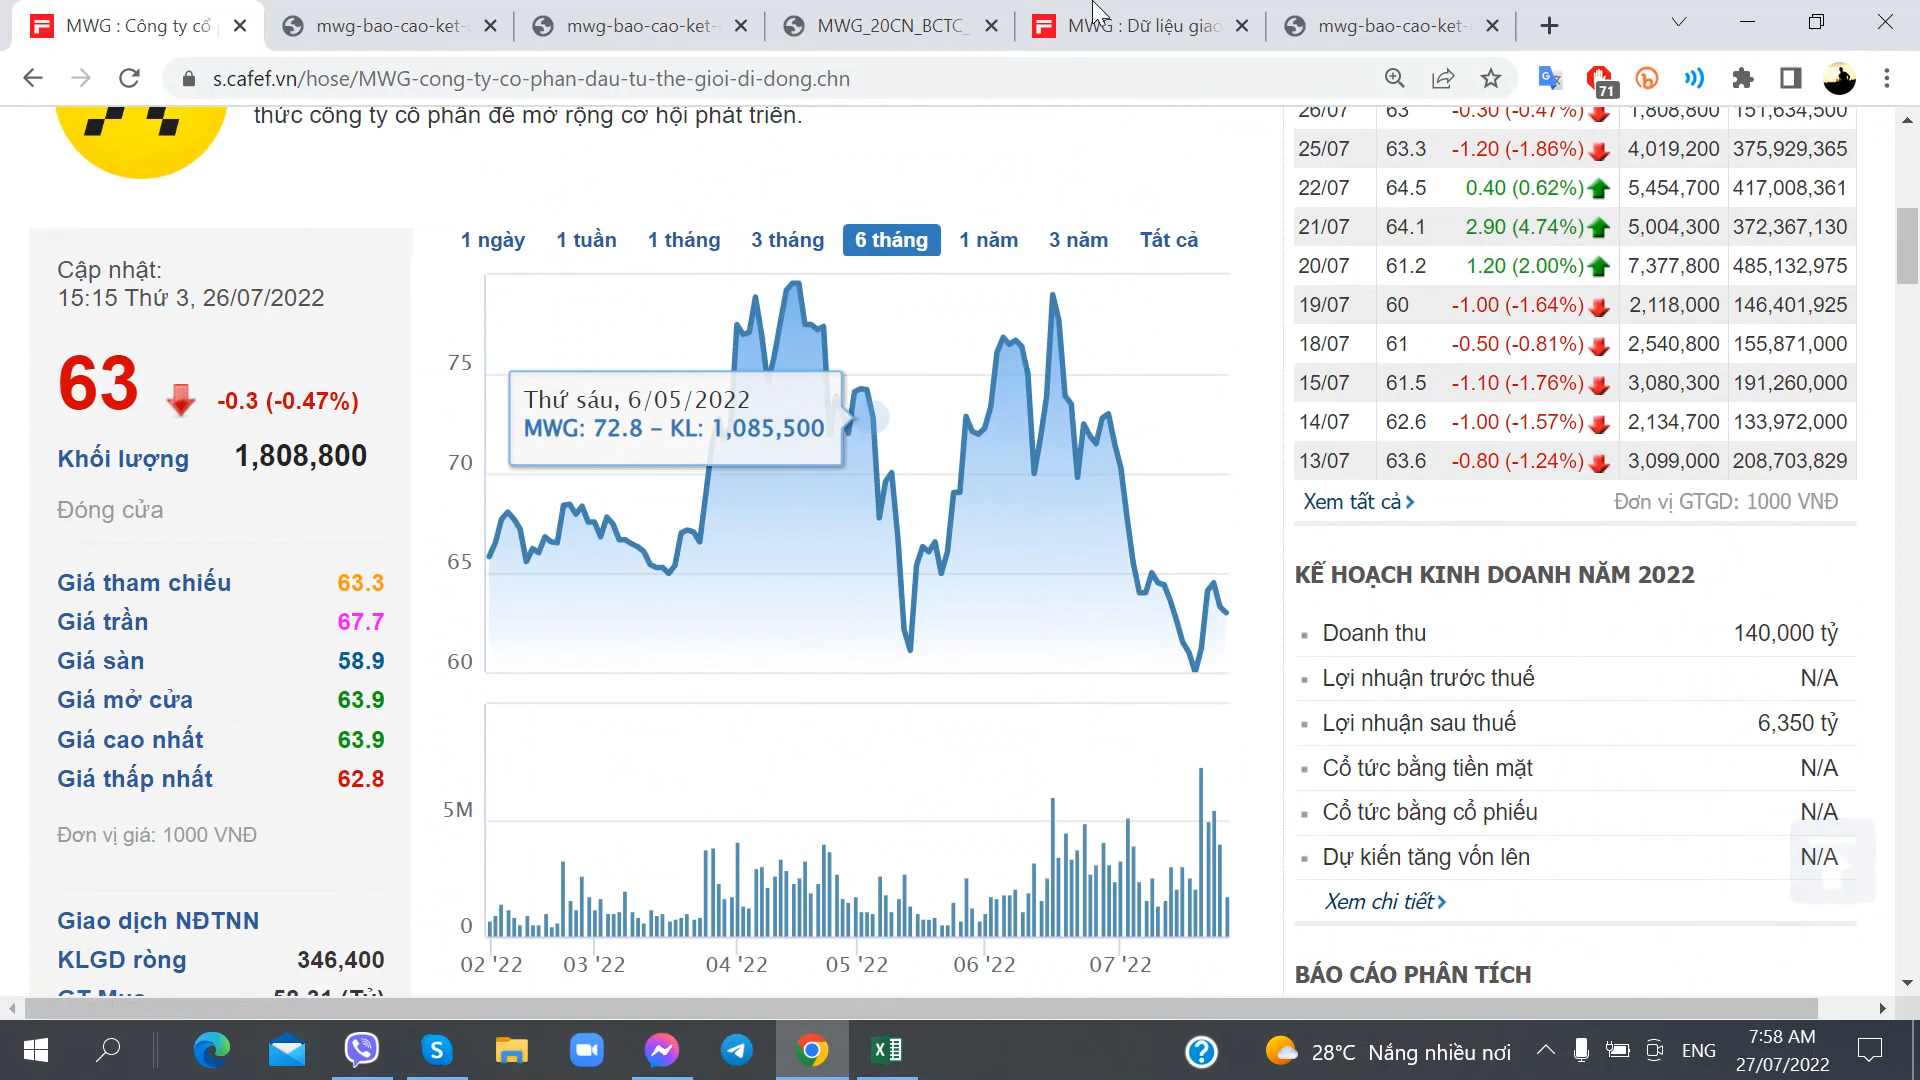 MWG : Công ty cổ
mwg-bao-cao-ket-
mwg-bao-cao-ket-
MWG_20CN_BCTC_
MWG : Dữ liệu giao
mwg-bao-cao-ket-
s.cafef.vn/hose/MWG-cong-ty-co-phan-dau-tu-the-gioi-di-dong.chn
71
thức công ty cổ phần để mở rộng cơ hội phát triển.
Cập nhật:
15:15 Thứ 3, 26/07/2022
63 -0.3 (-0.47%)
Khối lượng 1,808,800
Đóng cửa
Giá tham chiếu 63.3
Giá trần 67.7
Giá sàn 58.9
Giá mở cửa 63.9
Giá cao nhất 63.9
Giá thấp nhất 62.8
Đơn vị giá: 1000 VNĐ
Giao dịch NĐTNN
KLGD ròng 346,400
1 ngày 1 tuần 1 tháng 3 tháng 6 tháng 1 năm 3 năm Tất cả
75
70
65
60
Thứ sáu, 6/05/2022
MWG: 72.8 – KL: 1,085,500
5M
0
02 '22 03 '22 04 '22 05 '22 06 '22 07 '22
26/07 63 -0.30 (-0.47%) 1,808,800 151,634,500
25/07 63.3 -1.20 (-1.86%) 4,019,200 375,929,365
22/07 64.5 0.40 (0.62%) 5,454,700 417,008,361
21/07 64.1 2.90 (4.74%) 5,004,300 372,367,130
20/07 61.2 1.20 (2.00%) 7,377,800 485,132,975
19/07 60 -1.00 (-1.64%) 2,118,000 146,401,925
18/07 61 -0.50 (-0.81%) 2,540,800 155,871,000
15/07 61.5 -1.10 (-1.76%) 3,080,300 191,260,000
14/07 62.6 -1.00 (-1.57%) 2,134,700 133,972,000
13/07 63.6 -0.80 (-1.24%) 3,099,000 208,703,829
Xem tất cả Đơn vị GTGD: 1000 VNĐ
KẾ HOẠCH KINH DOANH NĂM 2022
Doanh thu 140,000 tỷ
Lợi nhuận trước thuế N/A
Lợi nhuận sau thuế 6,350 tỷ
Cổ tức bằng tiền mặt N/A
Cổ tức bằng cổ phiếu N/A
Dự kiến tăng vốn lên N/A
Xem chi tiết
BÁO CÁO PHÂN TÍCH
28°C Nắng nhiều nơi
ENG
7:58 AM
27/07/2022